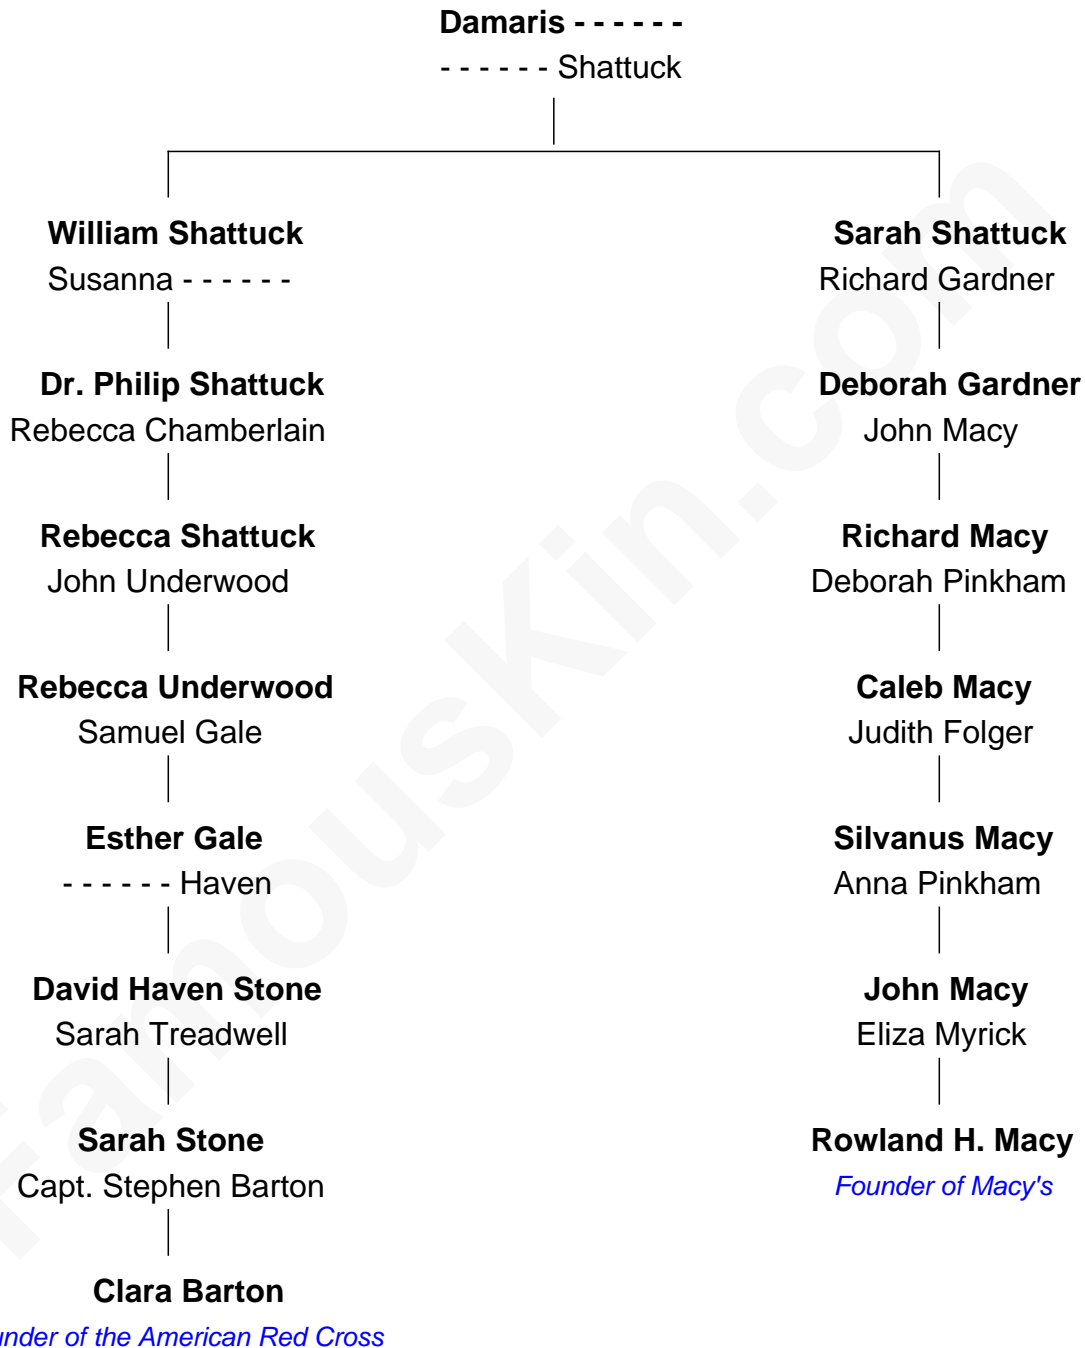 Damaris - - - - - -
- - - - - - Shattuck
William Shattuck
Susanna - - - - - -
Sarah Shattuck
Richard Gardner
Dr. Philip Shattuck
Rebecca Chamberlain
Deborah Gardner
John Macy
Rebecca Shattuck
John Underwood
Richard Macy
Deborah Pinkham
Rebecca Underwood
Samuel Gale
Caleb Macy
Judith Folger
Esther Gale
- - - - - - Haven
Silvanus Macy
Anna Pinkham
David Haven Stone
Sarah Treadwell
John Macy
Eliza Myrick
Sarah Stone
Capt. Stephen Barton
Rowland H. Macy
Founder of Macy's
Clara Barton
under of the American Red Cross
FamousKin.com